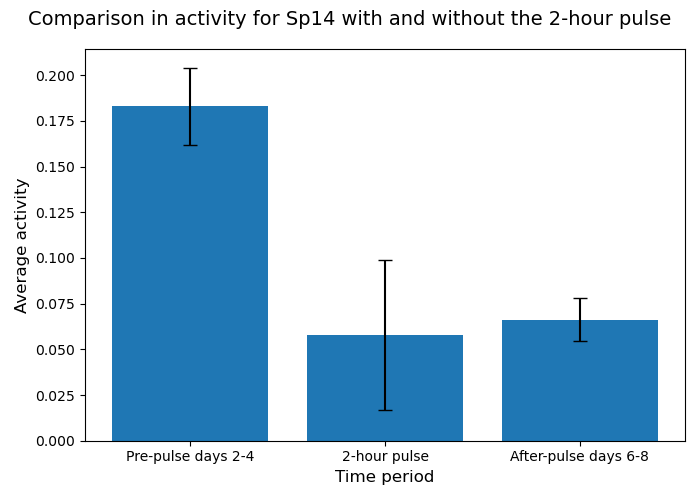 Comparison in activity for Sp14 with and without the 2-hour pulse
Average activity
0.200
0.175
0.150
0.125
0.100
0.075
0.050
0.025
0.000
Pre-pulse days 2-4
2-hour pulse
After-pulse days 6-8
Time period